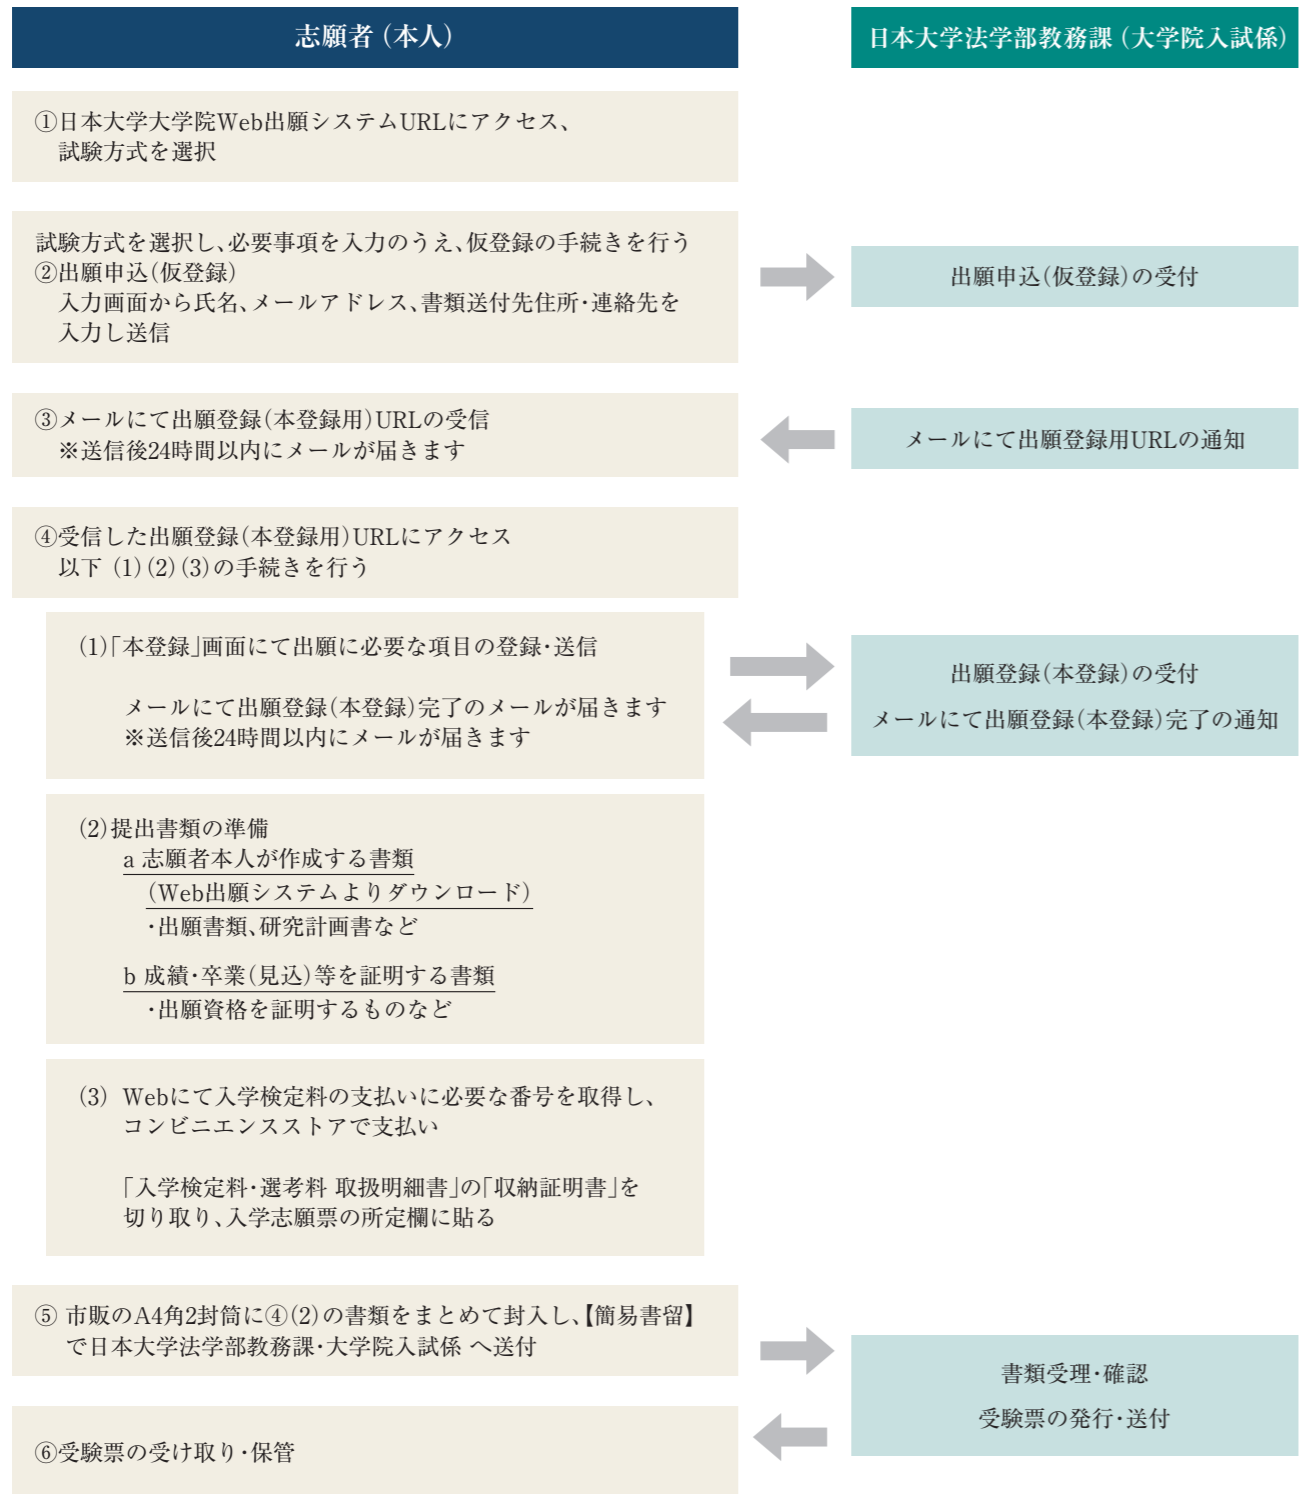 志願者（本人）
日本大学法学部教務課（大学院入試係）
①日本大学大学院Web出願システムURLにアクセス、
試験方式を選択
試験方式を選択し、必要事項を入力のうえ、仮登録の手続きを行う
②出願申込（仮登録）
入力画面から氏名、メールアドレス、書類送付先住所・連絡先を
入力し送信
出願申込（仮登録）の受付
③メールにて出願登録（本登録用）URLの受信
※送信後24時間以内にメールが届きます
メールにて出願登録用URLの通知
④受信した出願登録（本登録用）URLにアクセス
以下（1）（2）（3）の手続きを行う
（1）「本登録」画面にて出願に必要な項目の登録・送信
メールにて出願登録（本登録）完了のメールが届きます
※送信後24時間以内にメールが届きます
出願登録（本登録）の受付
メールにて出願登録（本登録）完了の通知
（2）提出書類の準備
a 志願者本人が作成する書類
（Web出願システムよりダウンロード）
・出願書類、研究計画書など
b 成績・卒業（見込）等を証明する書類
・出願資格を証明するものなど
（3） Webにて入学検定料の支払いに必要な番号を取得し、
コンビニエンスストアで支払い
「入学検定料・選考料 取扱明細書」の「収納証明書」を
切り取り、入学志願票の所定欄に貼る
⑤ 市販のA4角2封筒に④（2）の書類をまとめて封入し、【簡易書留】
で日本大学法学部教務課・大学院入試係 へ送付
書類受理・確認
受験票の発行・送付
⑥受験票の受け取り・保管